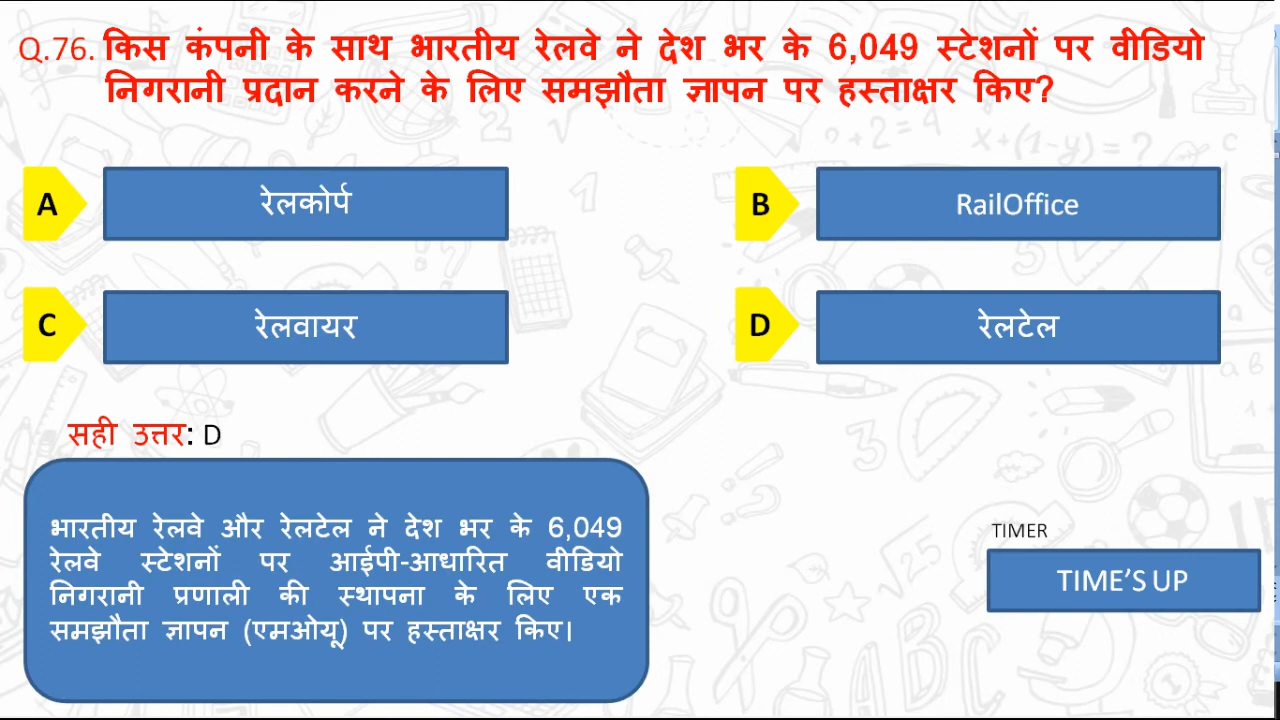 Q.76. किस कंपनी के साथ भारतीय रेलवे ने देश भर के 6,049 स्टेशनों पर वीडियो
निगरानी प्रदान करने के लिए समझौता ज्ञापन पर हस्ताक्षर किए?
A रेलकोर्प
B RailOffice
C रेलवायर
D रेलटेल
सही उत्तर: D
भारतीय रेलवे और रेलटेल ने देश भर के 6,049
रेलवे स्टेशनों पर आईपी-आधारित वीडियो
निगरानी प्रणाली की स्थापना के लिए एक
समझौता ज्ञापन (एमओयू) पर हस्ताक्षर किए।
TIMER
TIME'S UP